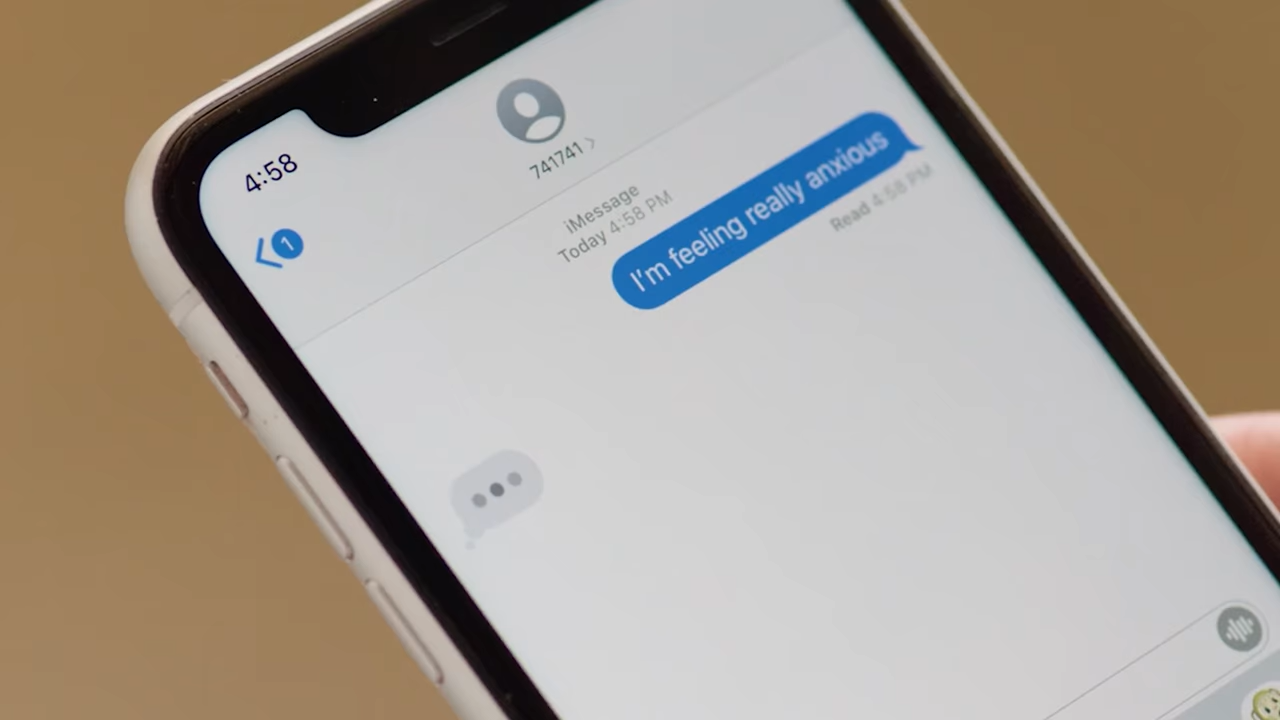 4:58
1
741741
iMessage
Today 4:58 PM
I'm feeling really anxious
Read 4:58 PM